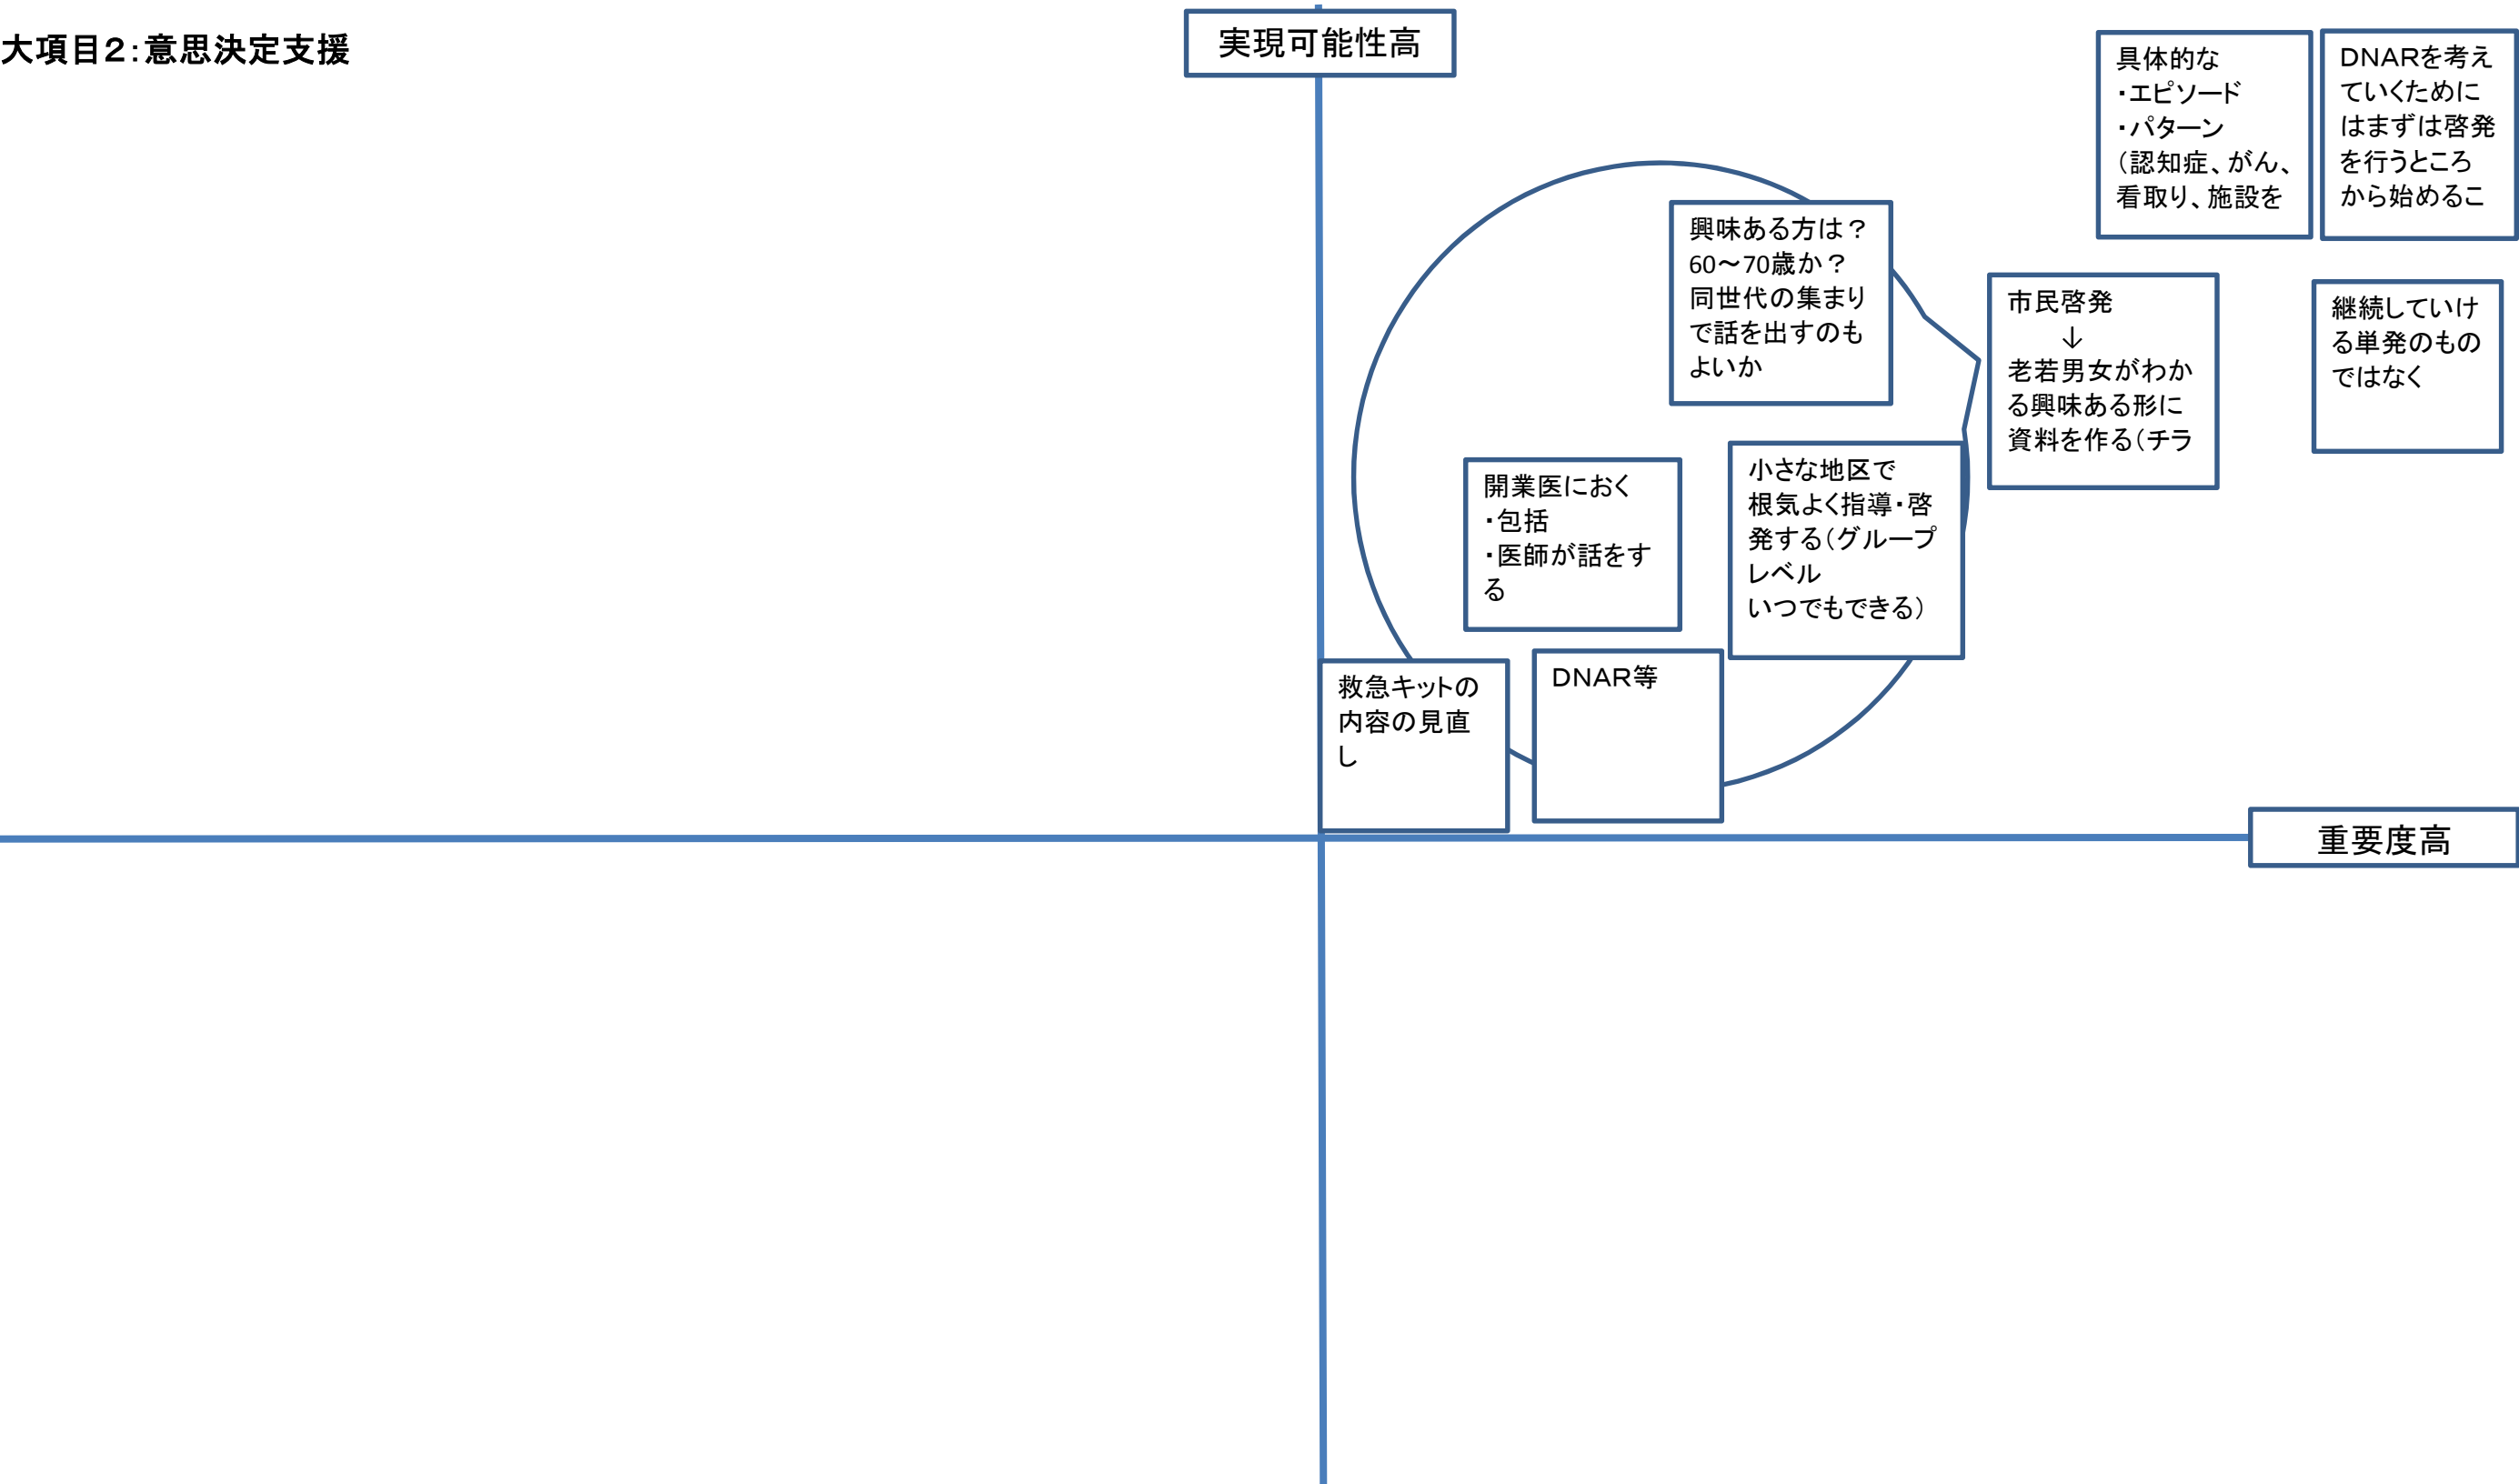 大項目２：意思決定支援
実現可能性高
具体的な
・エピソード
・パターン
（認知症、がん、
看取り、施設を
DNARを考え
ていくために
はまずは啓発
を行うところ
から始めるこ
興味ある方は？
60～70歳か？
同世代の集まり
で話を出すのも
よいか
市民啓発
↓
老若男女がわか
る興味ある形に
資料を作る（チラ
継続していけ
る単発のもの
ではなく
開業医におく
・包括
・医師が話をす
る
小さな地区で
根気よく指導・啓
発する（グループ
レベル
いつでもできる）
救急キットの
内容の見直
し
DNAR等
重要度高